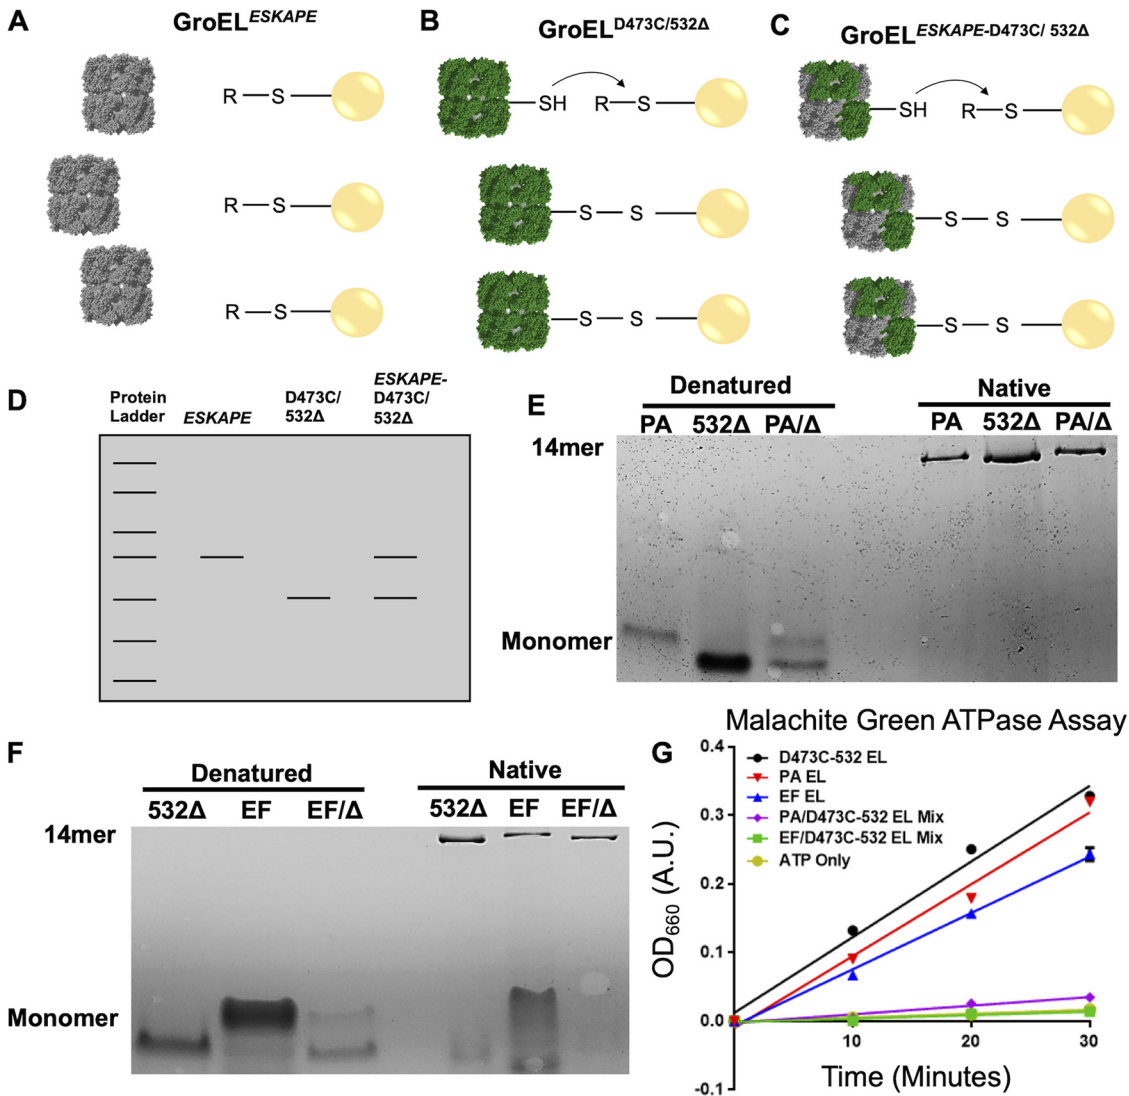 A
GroEL ESKAPE
R S
R S
R S
B
GroEL D473C/532Δ
SH R S
S S
S S
C
GroEL ESKAPE-D473C/ 532Δ
SH R S
S S
S S
D
Protein
Ladder
ESKAPE
D473C/
532Δ
ESKAPE-
D473C/
532Δ
E
Denatured
Native
PA 532Δ PA/Δ
PA 532Δ PA/Δ
14mer
Monomer
F
Denatured
Native
532Δ EF EF/Δ
532Δ EF EF/Δ
14mer
Monomer
Malachite Green ATPase Assay
G
D473C-532 EL
PA EL
EF EL
PA/D473C-532 EL Mix
EF/D473C-532 EL Mix
ATP Only
OD660 (A.U.)
0.4
0.3
0.2
0.1
0.0
-0.1
10 20 30
Time (Minutes)